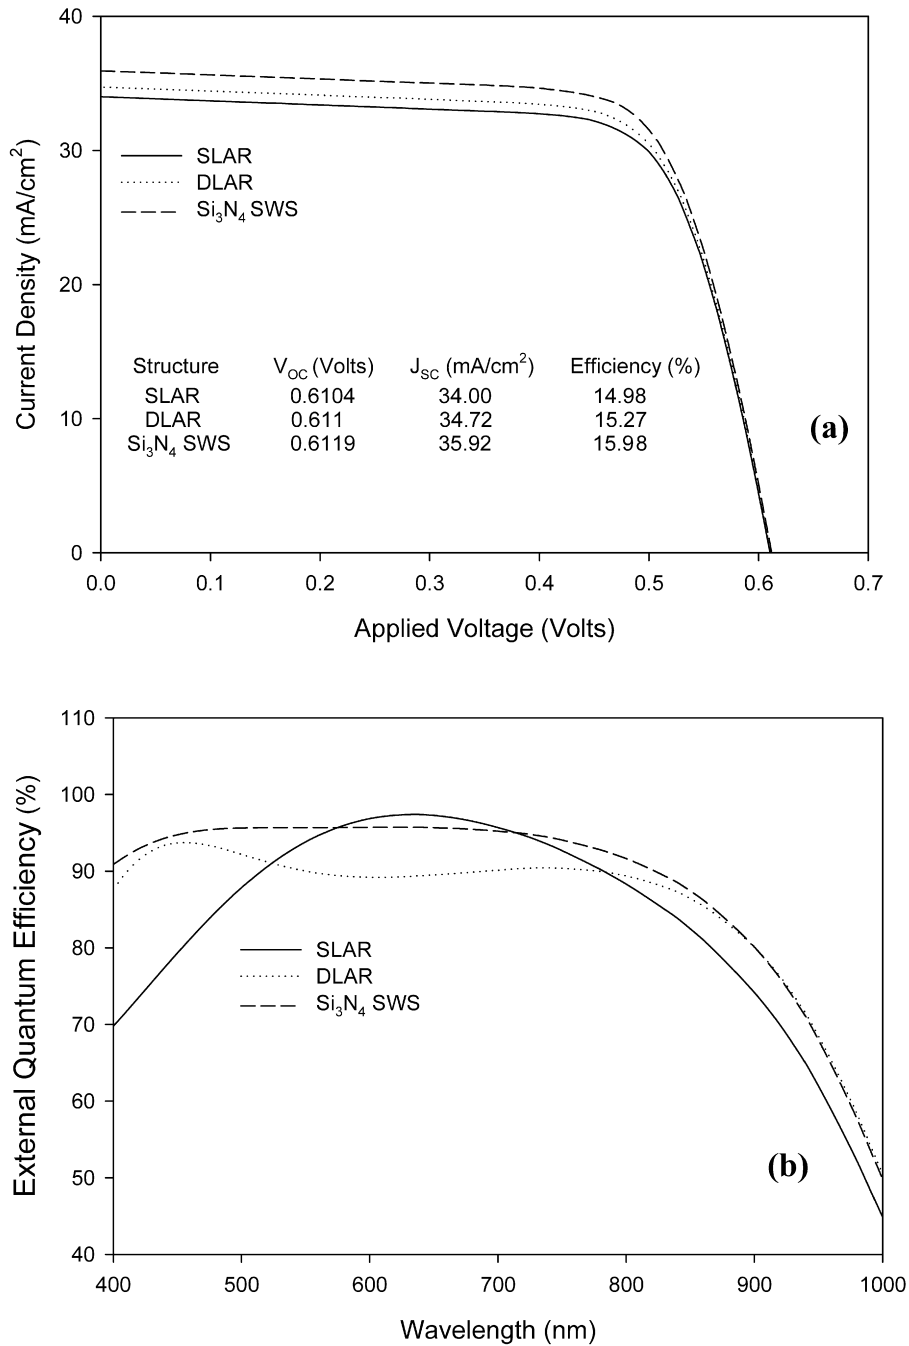 40
30
20
10
0
Current Density (mA/cm²)
SLAR
DLAR
Si₃N₄ SWS
Structure V_OC (Volts) J_SC (mA/cm²) Efficiency (%)
SLAR 0.6104 34.00 14.98
DLAR 0.611 34.72 15.27
Si₃N₄ SWS 0.6119 35.92 15.98
(a)
0.0 0.1 0.2 0.3 0.4 0.5 0.6 0.7
Applied Voltage (Volts)
110
100
90
80
70
60
50
40
External Quantum Efficiency (%)
SLAR
DLAR
Si₃N₄ SWS
(b)
400 500 600 700 800 900 1000
Wavelength (nm)